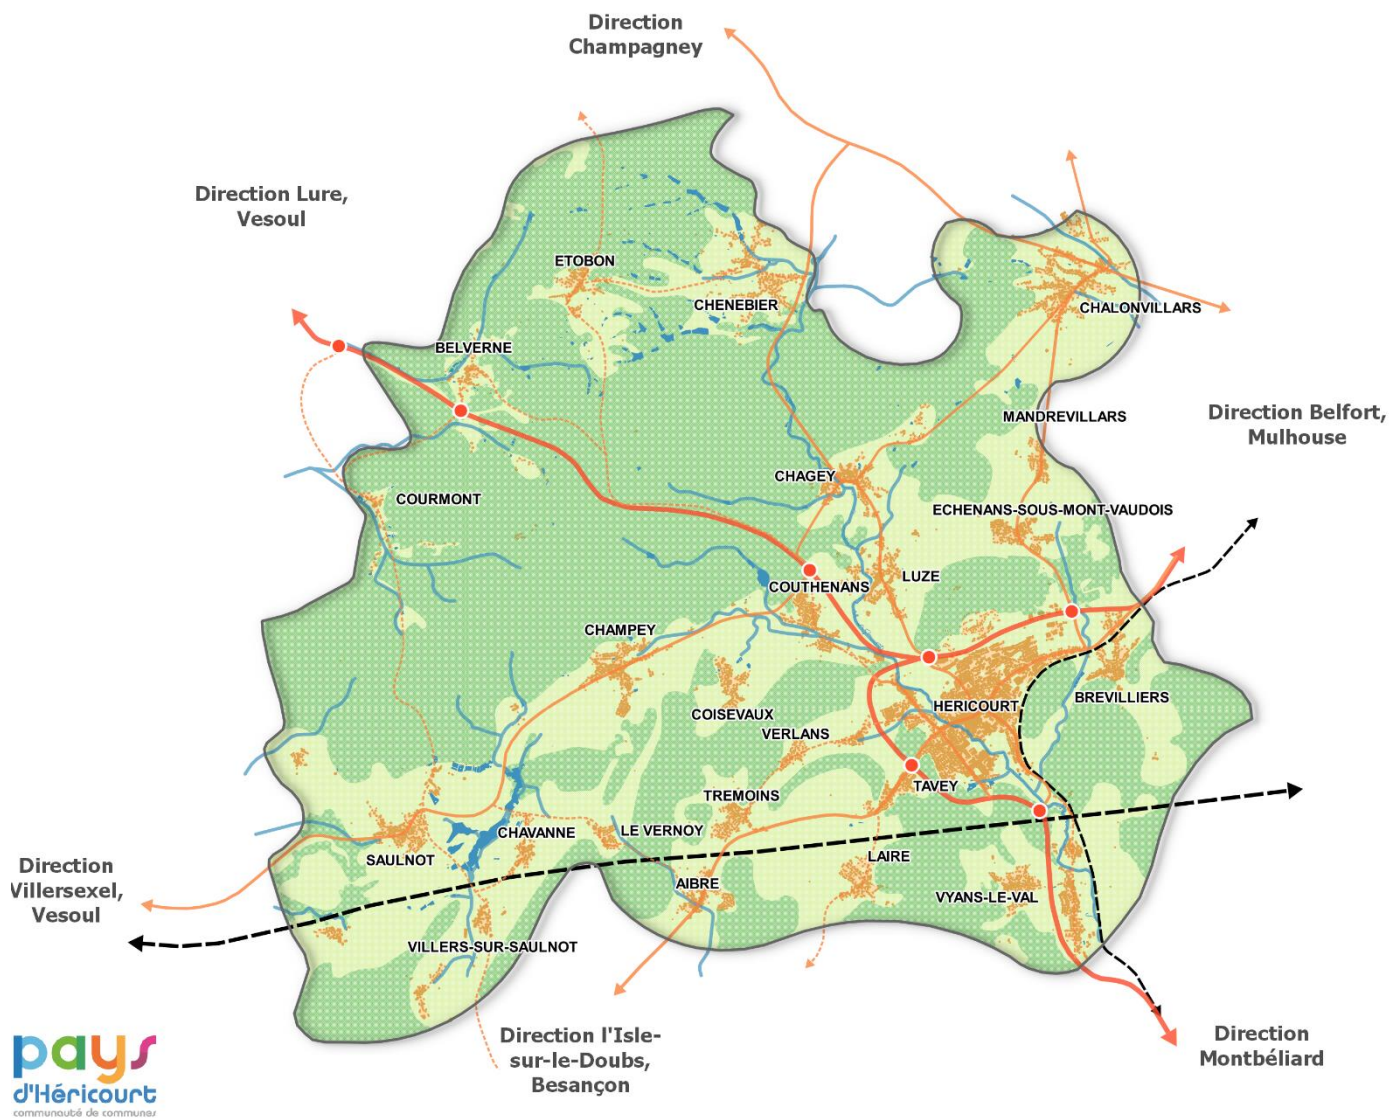 Direction
Champagney
Direction Lure,
Vesoul
ETOBON
CHENEBIER
CHALONVILLARS
BELVERNE
MANDREVILLARS
Direction Belfort,
Mulhouse
CHAGEY
COURMONT
ECHENANS-SOUS-MONT-VAUDOIS
LUZE
COUTHENANS
CHAMPEY
BREVILLIERS
HERICOURT
COISEVAUX
VERLANS
TAVEY
TREMOINS
LE VERNOY
CHAVANNE
SAULNOT
LAIRE
AIBRE
VYANS-LE-VAL
Direction
Villersexel,
Vesoul
VILLERS-SUR-SAULNOT
Direction l'Isle-
sur-le-Doubs,
Besançon
Direction
Montbéliard
pays
d'Héricourt
communauté de communes